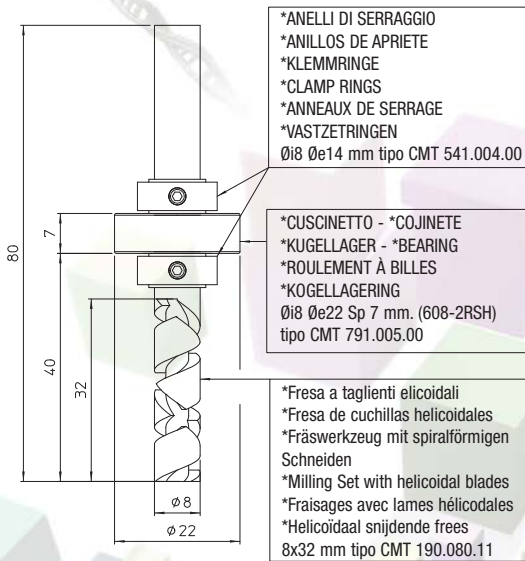 *ANELLI DI SERRAGGIO
*ANILLOS DE APRIETE
*KLEMMRINGE
*CLAMP RINGS
*ANNEAUX DE SERRAGE
*VASTZETRINGEN
Øi8 Øe14 mm tipo CMT 541.004.00
*CUSCINETTO - *COJINETE
*KUGELLAGER - *BEARING
*ROULEMENT À BILLES
*KOGELLAGERING
Øi8 Øe22 Sp 7 mm. (608-2RSH)
tipo CMT 791.005.00
*Fresa a taglienti elicoidali
*Fresa de cuchillas helicoidales
*Fräswerkzeug mit spiralförmigen
Schneiden
*Milling Set with helicoidal blades
*Fraisages avec lames hélicodales
*Helicoïdaal snijdende frees
8x32 mm tipo CMT 190.080.11
80
7
40
32
ø8
ø22